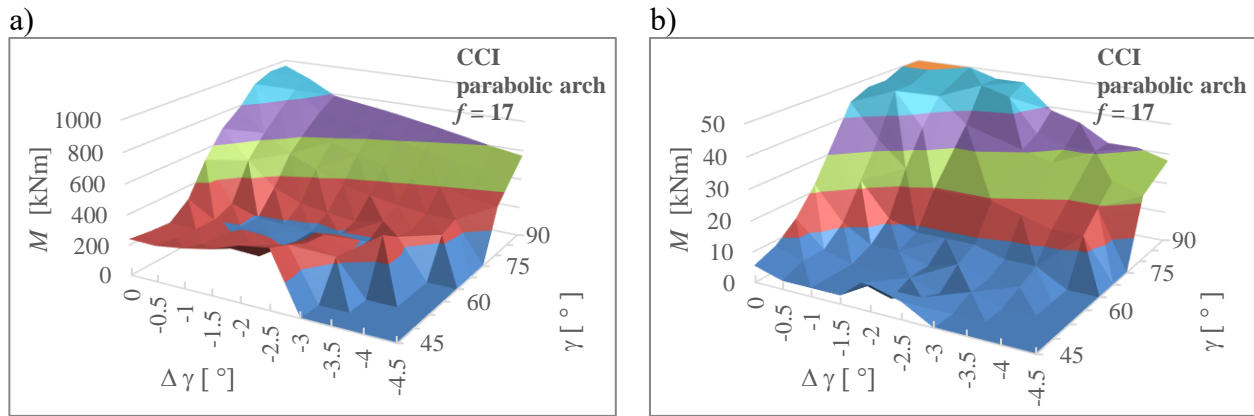 a)
CCI
parabolic arch
f = 17
1000
800
600
400
200
0
M [kNm]
0
-0.5
-1
-1.5
-2
-2.5
-3
-3.5
-4
-4.5
Δ γ [ °]
45
60
75
90
γ [ °]
b)
CCI
parabolic arch
f = 17
50
40
30
20
10
0
M [kNm]
0
-0.5
-1
-1.5
-2
-2.5
-3
-3.5
-4
-4.5
Δ γ [ °]
45
60
75
90
γ [ °]